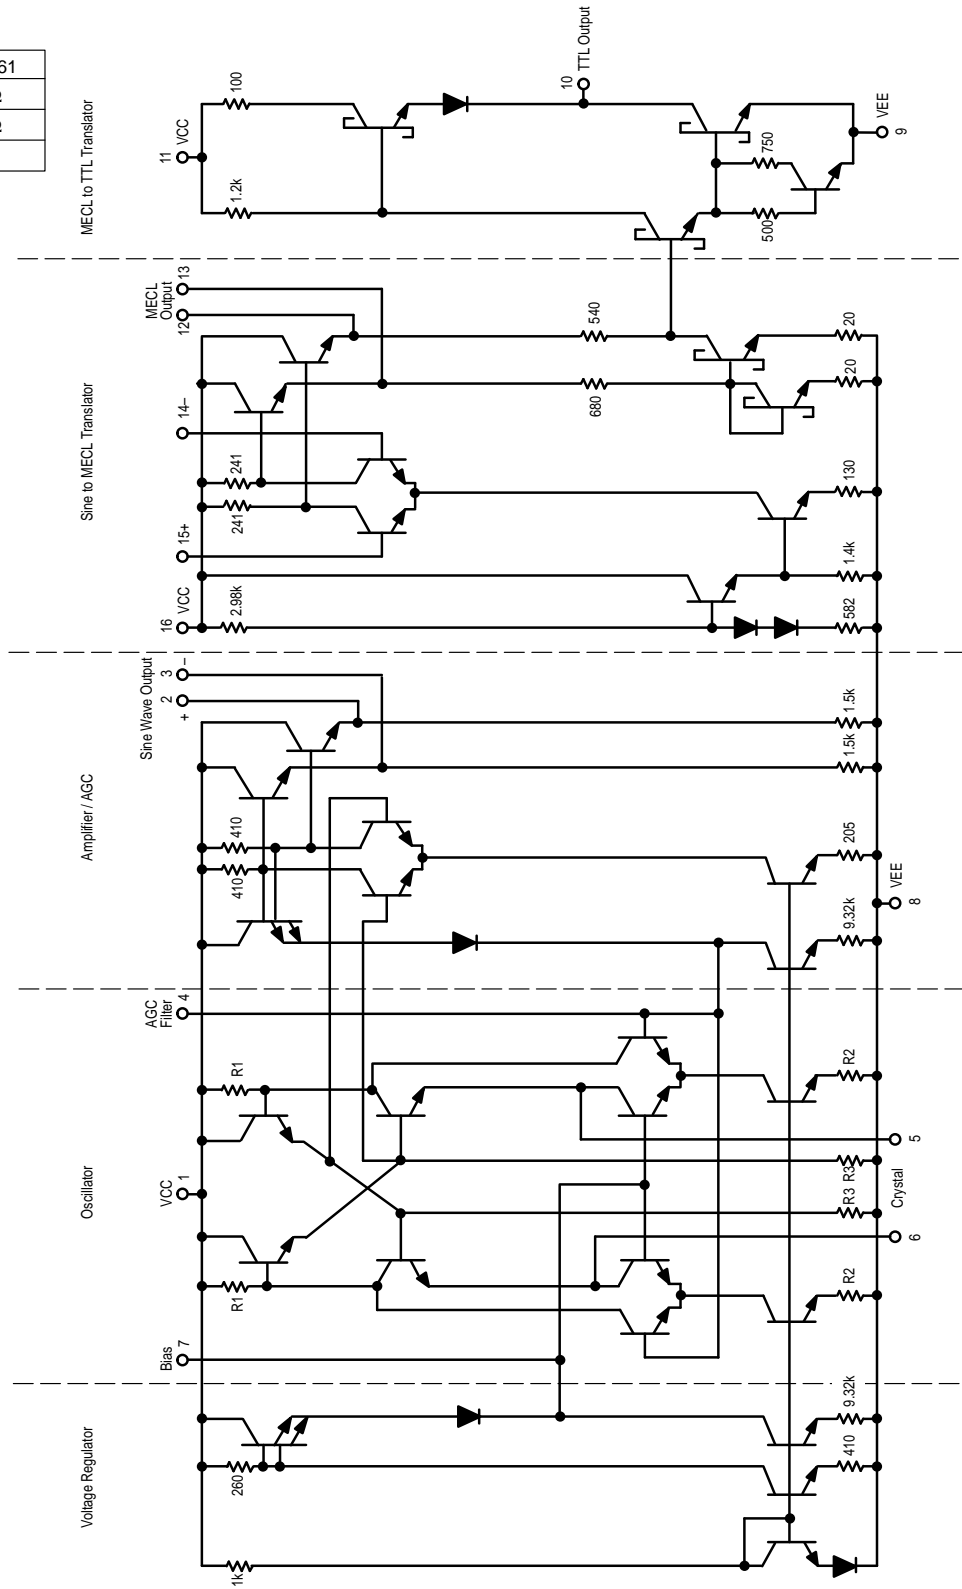 61
MECL to TTL Translator
11 VCC
100
1.2k
10 TTL Output
750
500
VEE
9
Sine to MECL Translator
MECL
Output
13
12
14–
15+
16 VCC
241
241
2.98k
540
680
20
20
130
1.4k
582
Amplifier / AGC
Sine Wave Output
3 –
2 +
410
410
1.5k
1.5k
205
VEE
8
9.32k
Oscillator
AGC
Filter
4
VCC
1
Bias 7
R1
R1
R2
R3
R3
R2
5
Crystal
6
Voltage Regulator
260
1k
9.32k
410